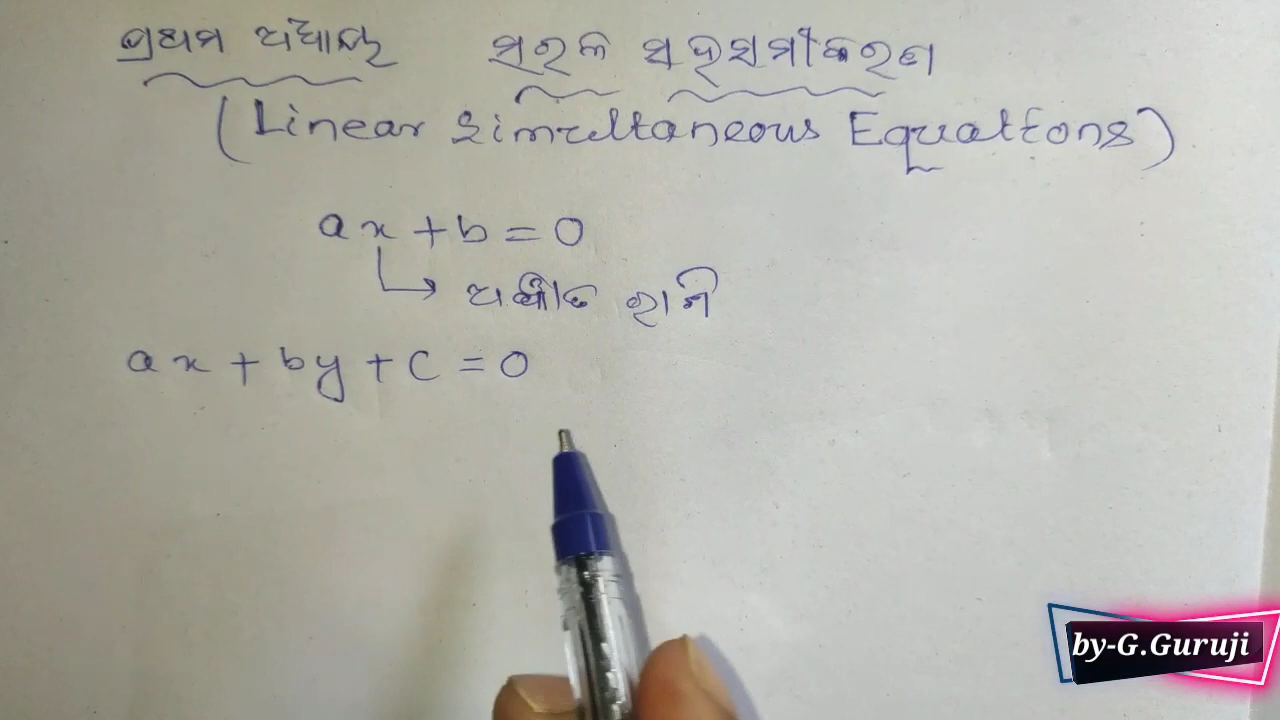 ପ୍ରଥମ ଅଧ୍ୟାୟ ସରଳ ସହସମୀକରଣ
(Linear Simultaneous Equations)
ax + b = 0
ଅଜ୍ଞାତ ରାଶି
ax + by + c = 0
by-G.Guruji